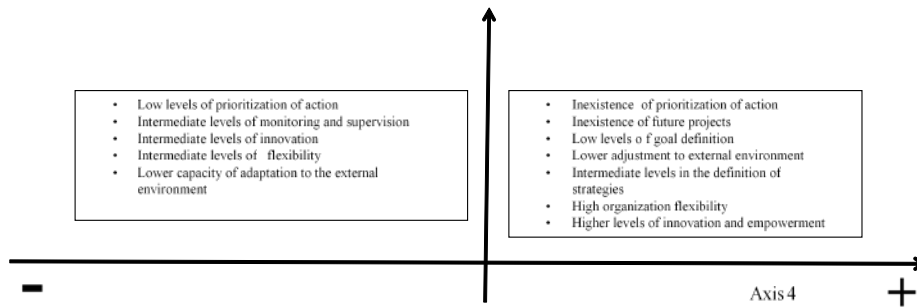 • Low levels of prioritization of action
• Intermediate levels of monitoring and supervision
• Intermediate levels of innovation
• Intermediate levels of flexibility
• Lower capacity of adaptation to the external
environment
• Inexistence of prioritization of action
• Inexistence of future projects
• Low levels o f goal definition
• Lower adjustment to external environment
• Intermediate levels in the definition of
strategies
• High organization flexibility
• Higher levels of innovation and empowerment
-
Axis 4
+